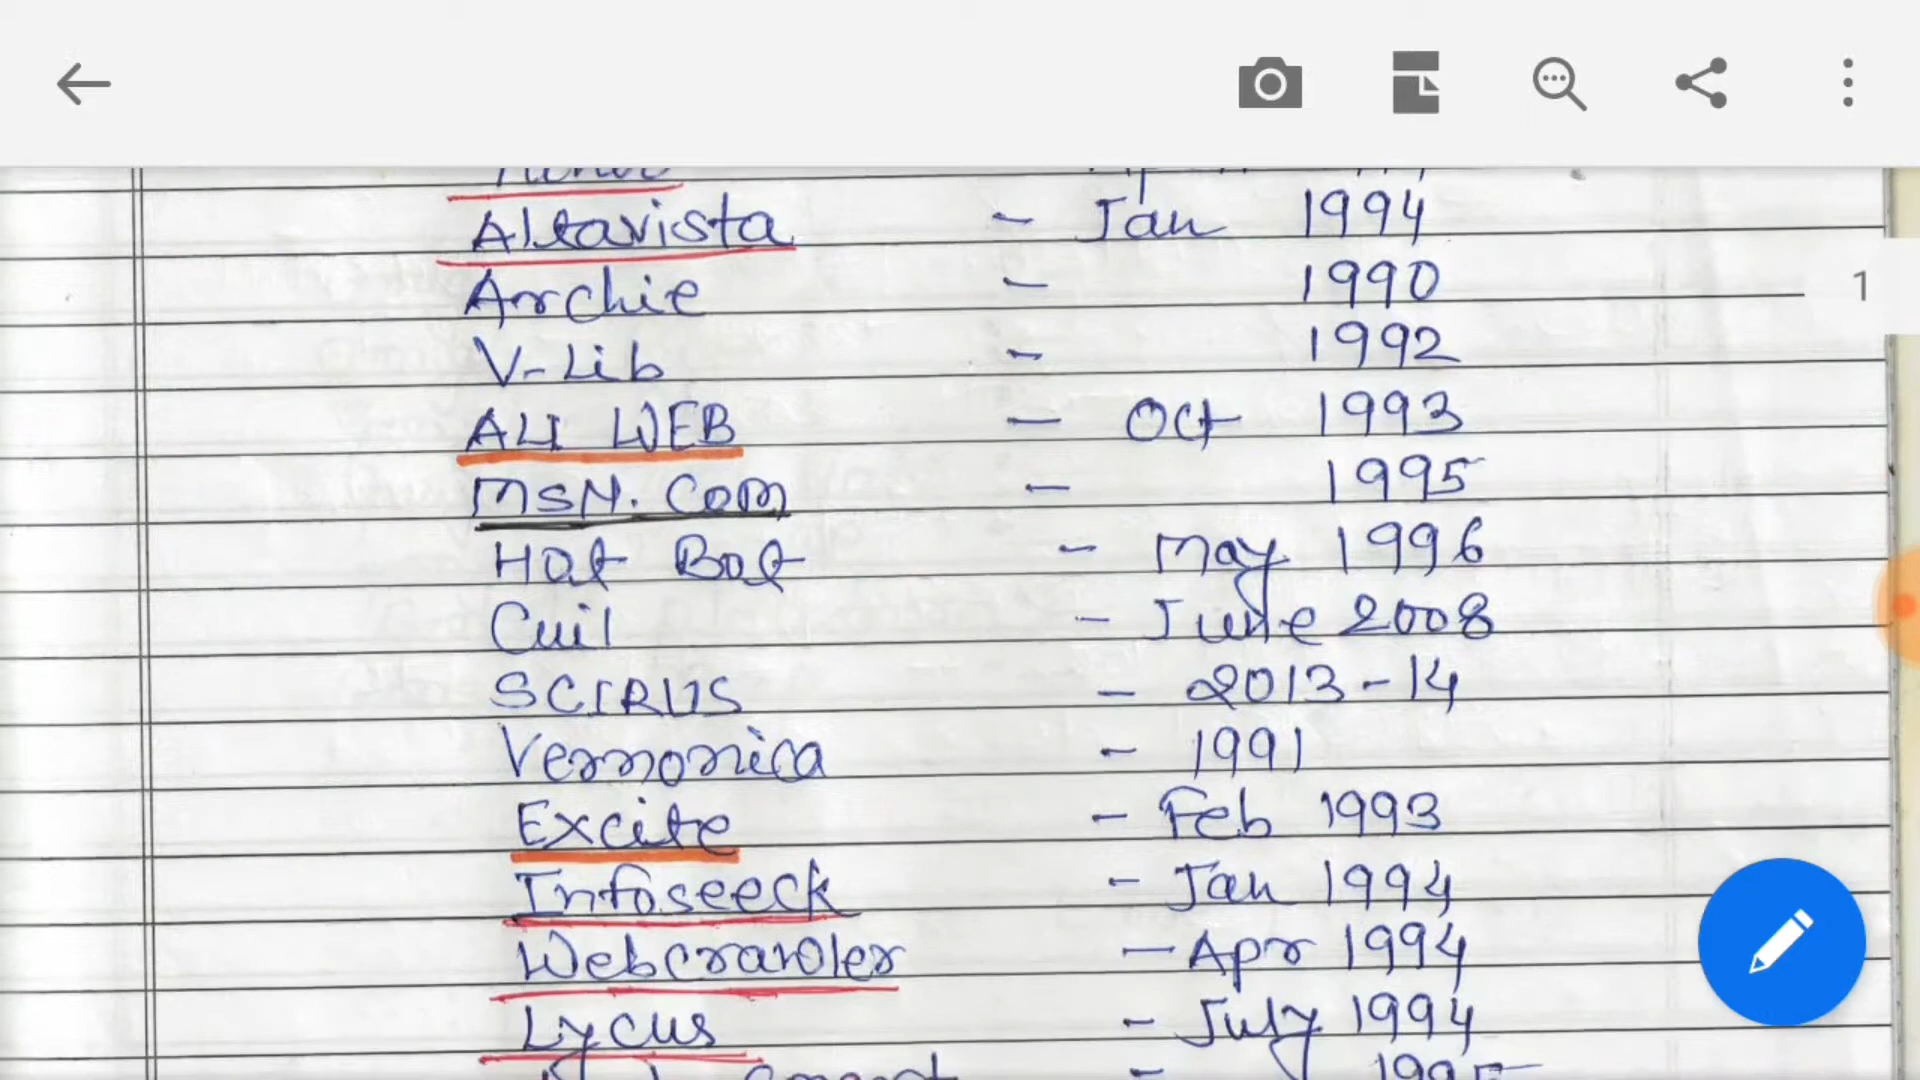 Altavista - Jan 1994
1
Archie - 1990
V-Lib - 1992
ALI WEB - Oct 1993
MSN. Com - 1995
Hot Bot - May 1996
Cuil - June 2008
SCIRUS - 2013-14
Vernonica - 1991
Excite - Feb 1993
Infoseeck - Jan 1994
Webcrawler - Apr 1994
Lycus - July 1994